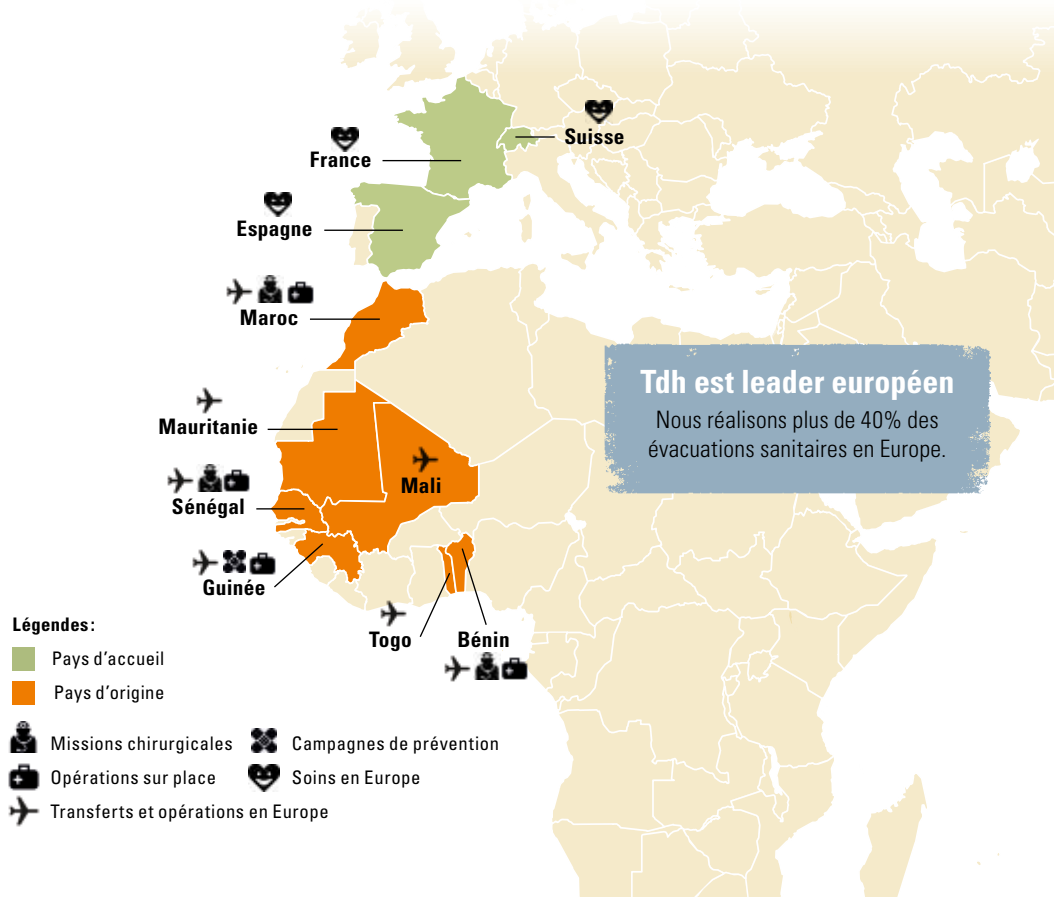 Suisse
France
Espagne
Maroc
Tdh est leader européen
Nous réalisons plus de 40% des
évacuations sanitaires en Europe.
Mauritanie
Mali
Sénégal
Guinée
Togo
Bénin
Légendes:
Pays d'accueil
Pays d'origine
Missions chirurgicales
Campagnes de prévention
Opérations sur place
Soins en Europe
Transferts et opérations en Europe